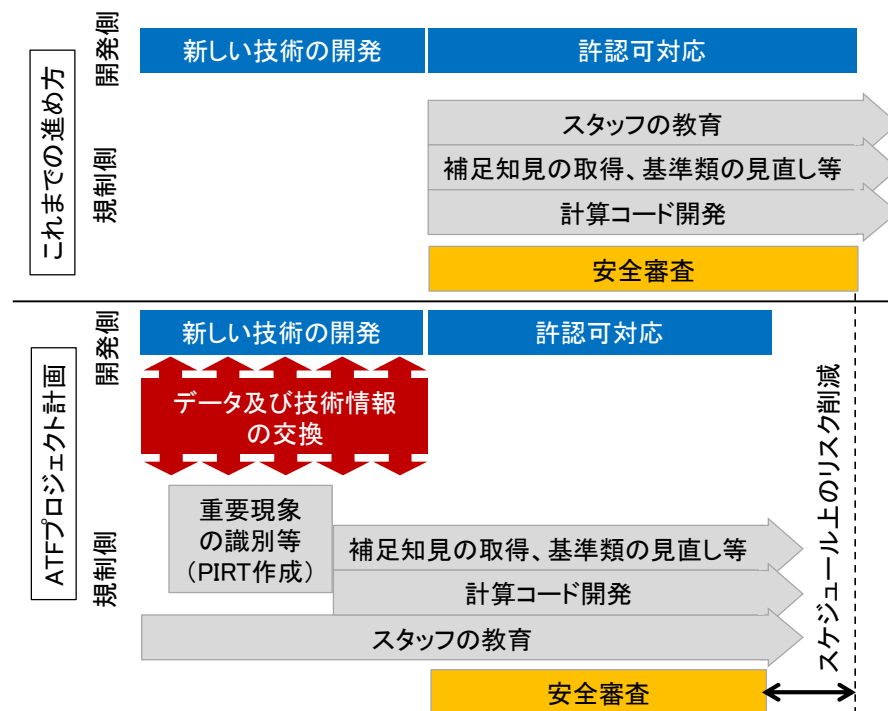 これまでの進め方
開発側
新しい技術の開発
許認可対応
規制側
スタッフの教育
補足知見の取得、基準類の見直し等
計算コード開発
安全審査
ATFプロジェクト計画
開発側
新しい技術の開発
許認可対応
データ及び技術情報
の交換
規制側
重要現象
の識別等
(PIRT作成)
補足知見の取得、基準類の見直し等
計算コード開発
スタッフの教育
安全審査
スケジュール上のリスク削減